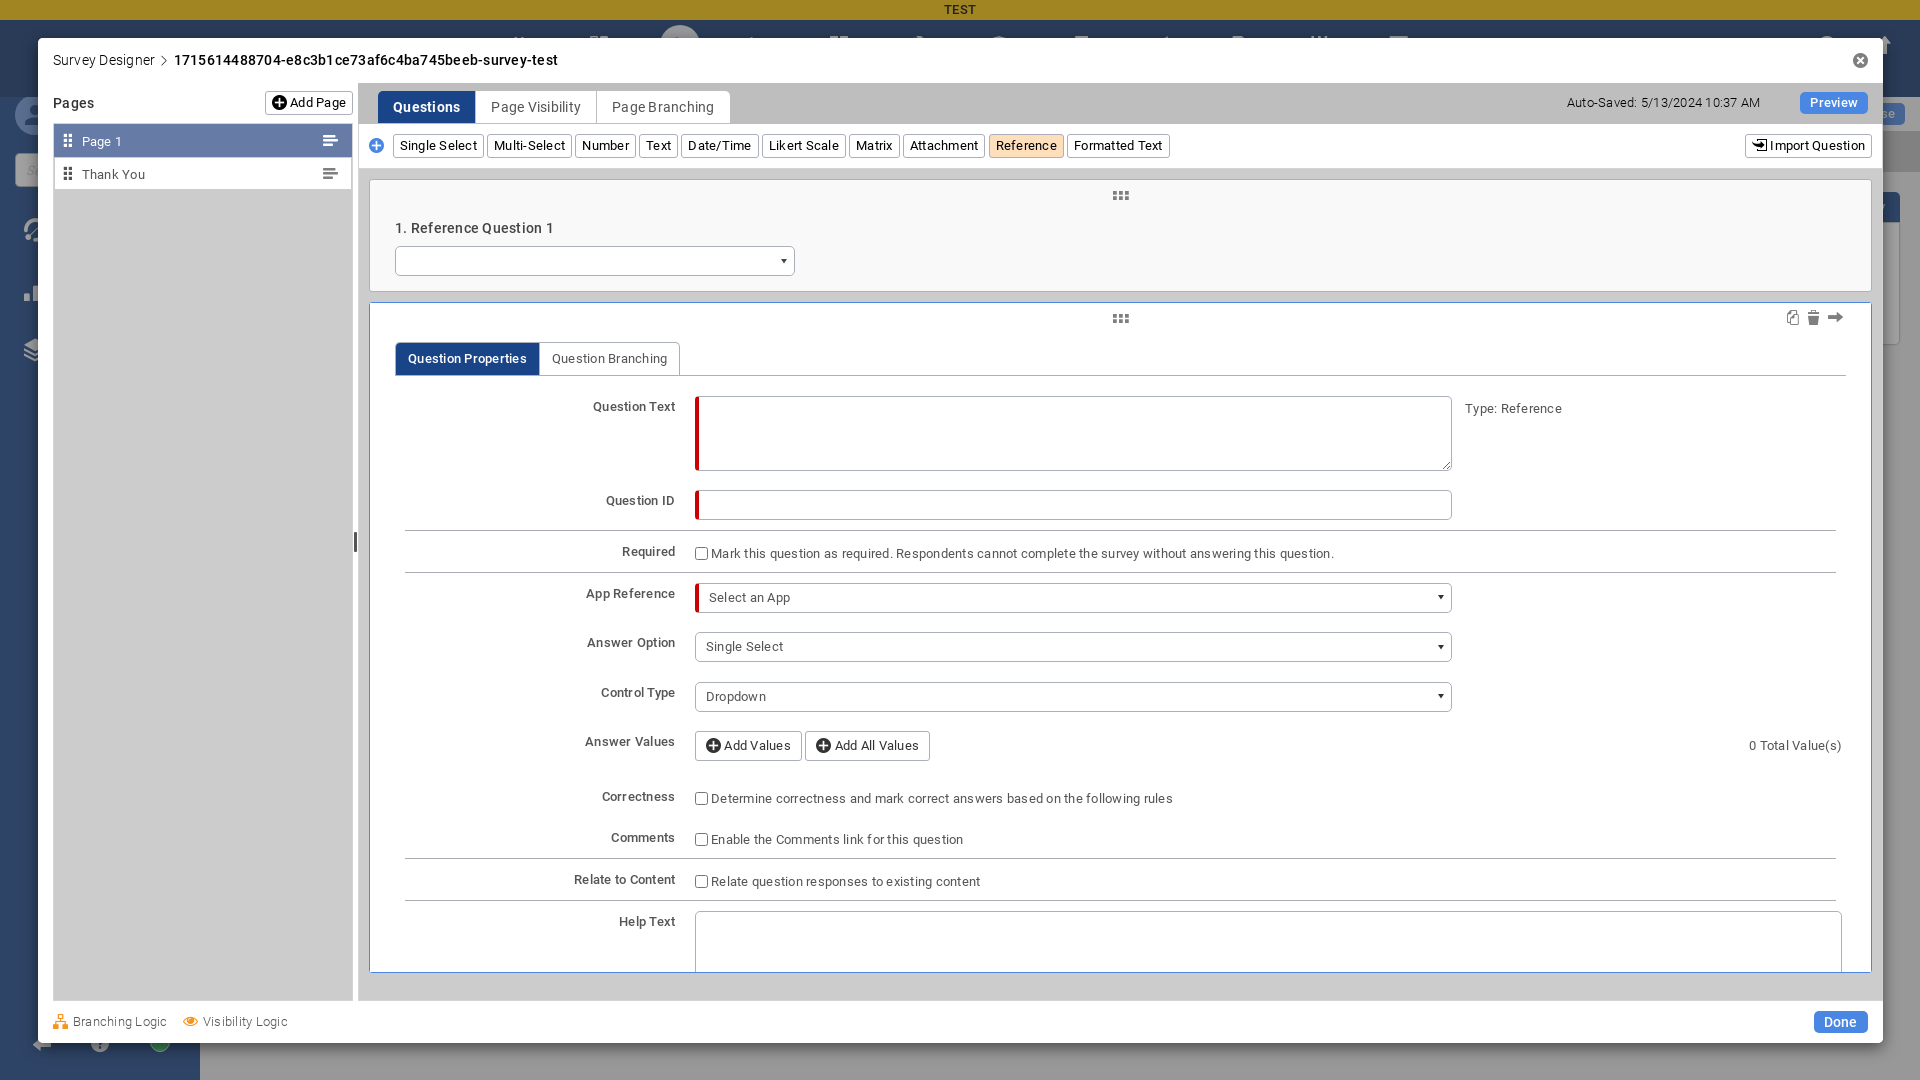 TEST
Survey Designer > 1715614488704-e8c3b1ce73af6c4ba745beeb-survey-test
Pages
Add Page
Page 1
Thank You
Questions
Page Visibility
Page Branching
Auto-Saved: 5/13/2024 10:37 AM
Preview
Single Select
Multi-Select
Number
Text
Date/Time
Likert Scale
Matrix
Attachment
Reference
Formatted Text
Import Question
1. Reference Question 1
Question Properties
Question Branching
Question Text
Type: Reference
Question ID
Required
Mark this question as required. Respondents cannot complete the survey without answering this question.
App Reference
Select an App
Answer Option
Single Select
Control Type
Dropdown
Answer Values
Add Values
Add All Values
0 Total Value(s)
Correctness
Determine correctness and mark correct answers based on the following rules
Comments
Enable the Comments link for this question
Relate to Content
Relate question responses to existing content
Help Text
Branching Logic
Visibility Logic
Done